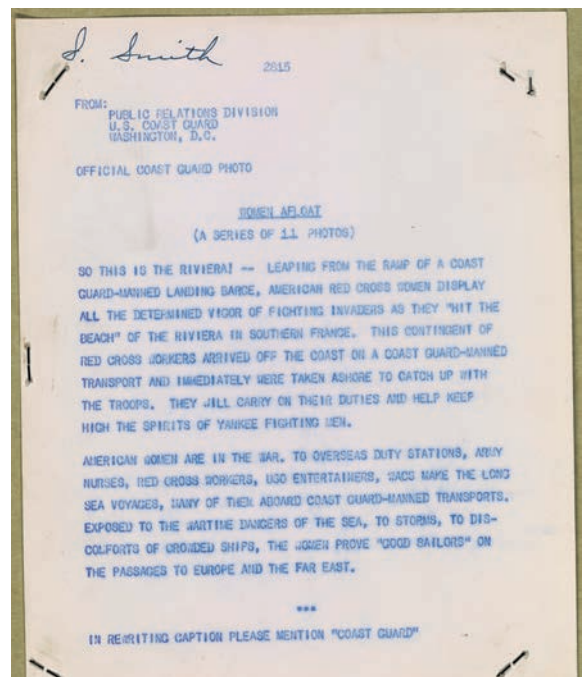 S. Smith
2815
FROM:
PUBLIC RELATIONS DIVISION
U.S. COAST GUARD
WASHINGTON, D.C.
OFFICIAL COAST GUARD PHOTO
WOMEN AFLOAT
(A SERIES OF 11 PHOTOS)
SO THIS IS THE RIVIERA! -- LEAPING FROM THE RAMP OF A COAST
GUARD-MANNED LANDING BARGE, AMERICAN RED CROSS WOMEN DISPLAY
ALL THE DETERMINED VIGOR OF FIGHTING INVADERS AS THEY "HIT THE
BEACH" OF THE RIVIERA IN SOUTHERN FRANCE. THIS CONTINGENT OF
RED CROSS WORKERS ARRIVED OFF THE COAST ON A COAST GUARD-MANNED
TRANSPORT AND IMMEDIATELY WERE TAKEN ASHORE TO CATCH UP WITH
THE TROOPS. THEY WILL CARRY ON THEIR DUTIES AND HELP KEEP
HIGH THE SPIRITS OF YANKEE FIGHTING MEN.
AMERICAN WOMEN ARE IN THE WAR. TO OVERSEAS DUTY STATIONS, ARMY
NURSES, RED CROSS WORKERS, USO ENTERTAINERS, WACS MAKE THE LONG
SEA VOYAGES, MANY OF THEM ABOARD COAST GUARD-MANNED TRANSPORTS.
EXPOSED TO THE WARTIME DANGERS OF THE SEA, TO STORMS, TO DIS-
COMFORTS OF CROWDED SHIPS, THE WOMEN PROVE "GOOD SAILORS" ON
THE PASSAGES TO EUROPE AND THE FAR EAST.
***
IN REWRITING CAPTION PLEASE MENTION "COAST GUARD"